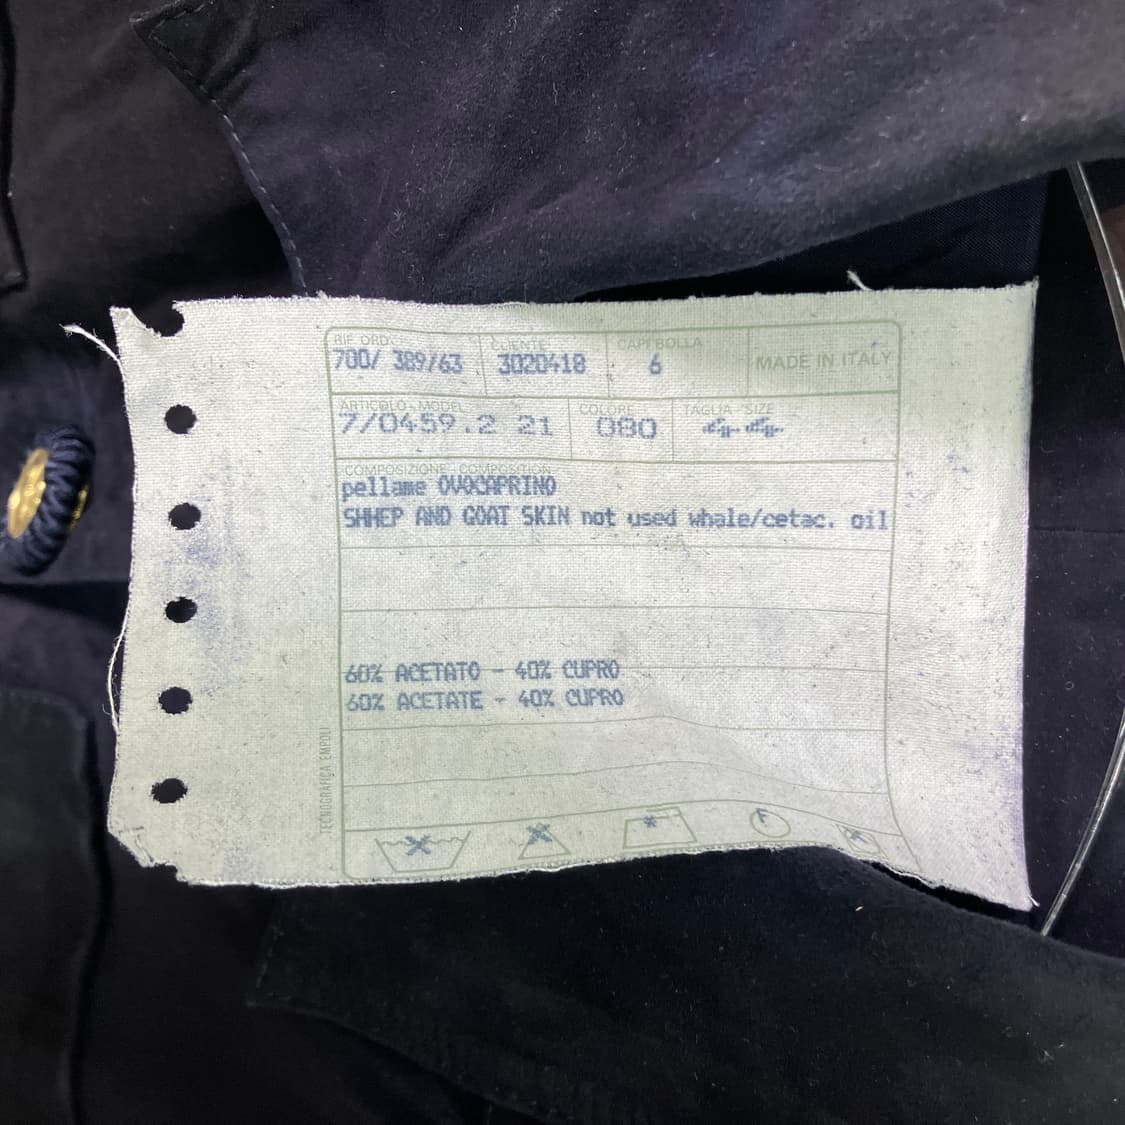 RIF. ORD. CLIENTE CAPI BOLLA
700/ 389/63 3020418 6 MADE IN ITALY
ARTICOLO - MODEL COLORE TAGLIA - SIZE
7/0459.2 21 080 44
COMPOSIZIONE - COMPOSITION
pellame OVOCAPRINO
SHHEP AND GOAT SKIN not used whale/cetac. oil
60% ACETATO - 40% CUPRO
60% ACETATE - 40% CUPRO
TECNOGRAFICA EMPOLI
F